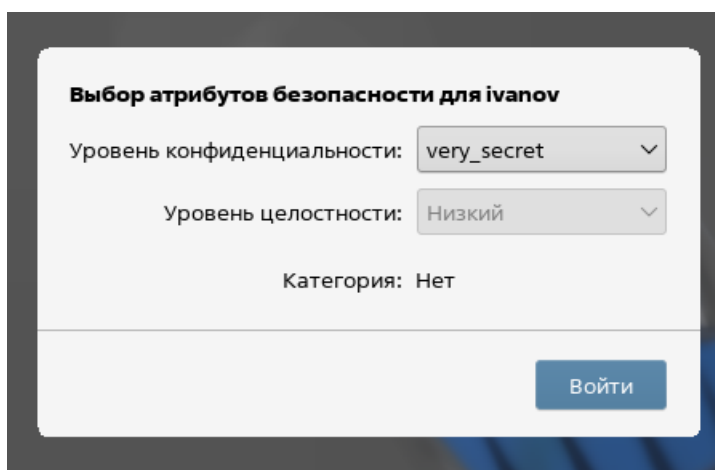 Выбор атрибутов безопасности для ivanov
Уровень конфиденциальности: very_secret
Уровень целостности: Низкий
Категория: Нет
Войти